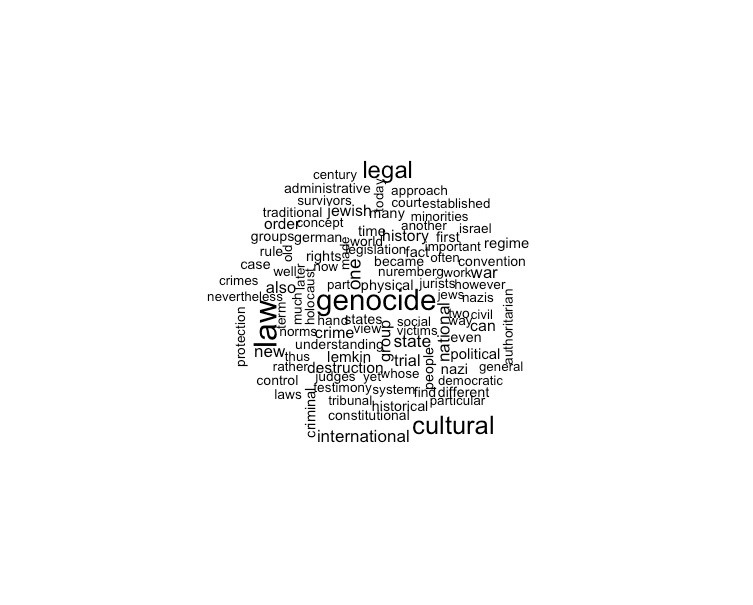 legal
century
today
administrative
approach
survivors
court
established
traditional
jewish
many
minorities
order
concept
another
israel
groups
german
time
history
first
regime
old
made
world
legislation
fact
important
rule
rights
one
became
often
convention
case
well
later
now
nuremberg
work
war
crimes
also
part
physical
jurists
however
nevertheless
term
much
holocaust
genocide
jews
nazis
authoritarian
protection
law
norms
hand
states
crime
view
group
social
victims
national
two
way
civil
can
new
understanding
state
even
thus
lemkin
trial
people
political
rather
destruction
whose
nazi
general
control
judges
yet
democratic
laws
testimony
system
find
different
criminal
tribunal
historical
particular
constitutional
international
cultural